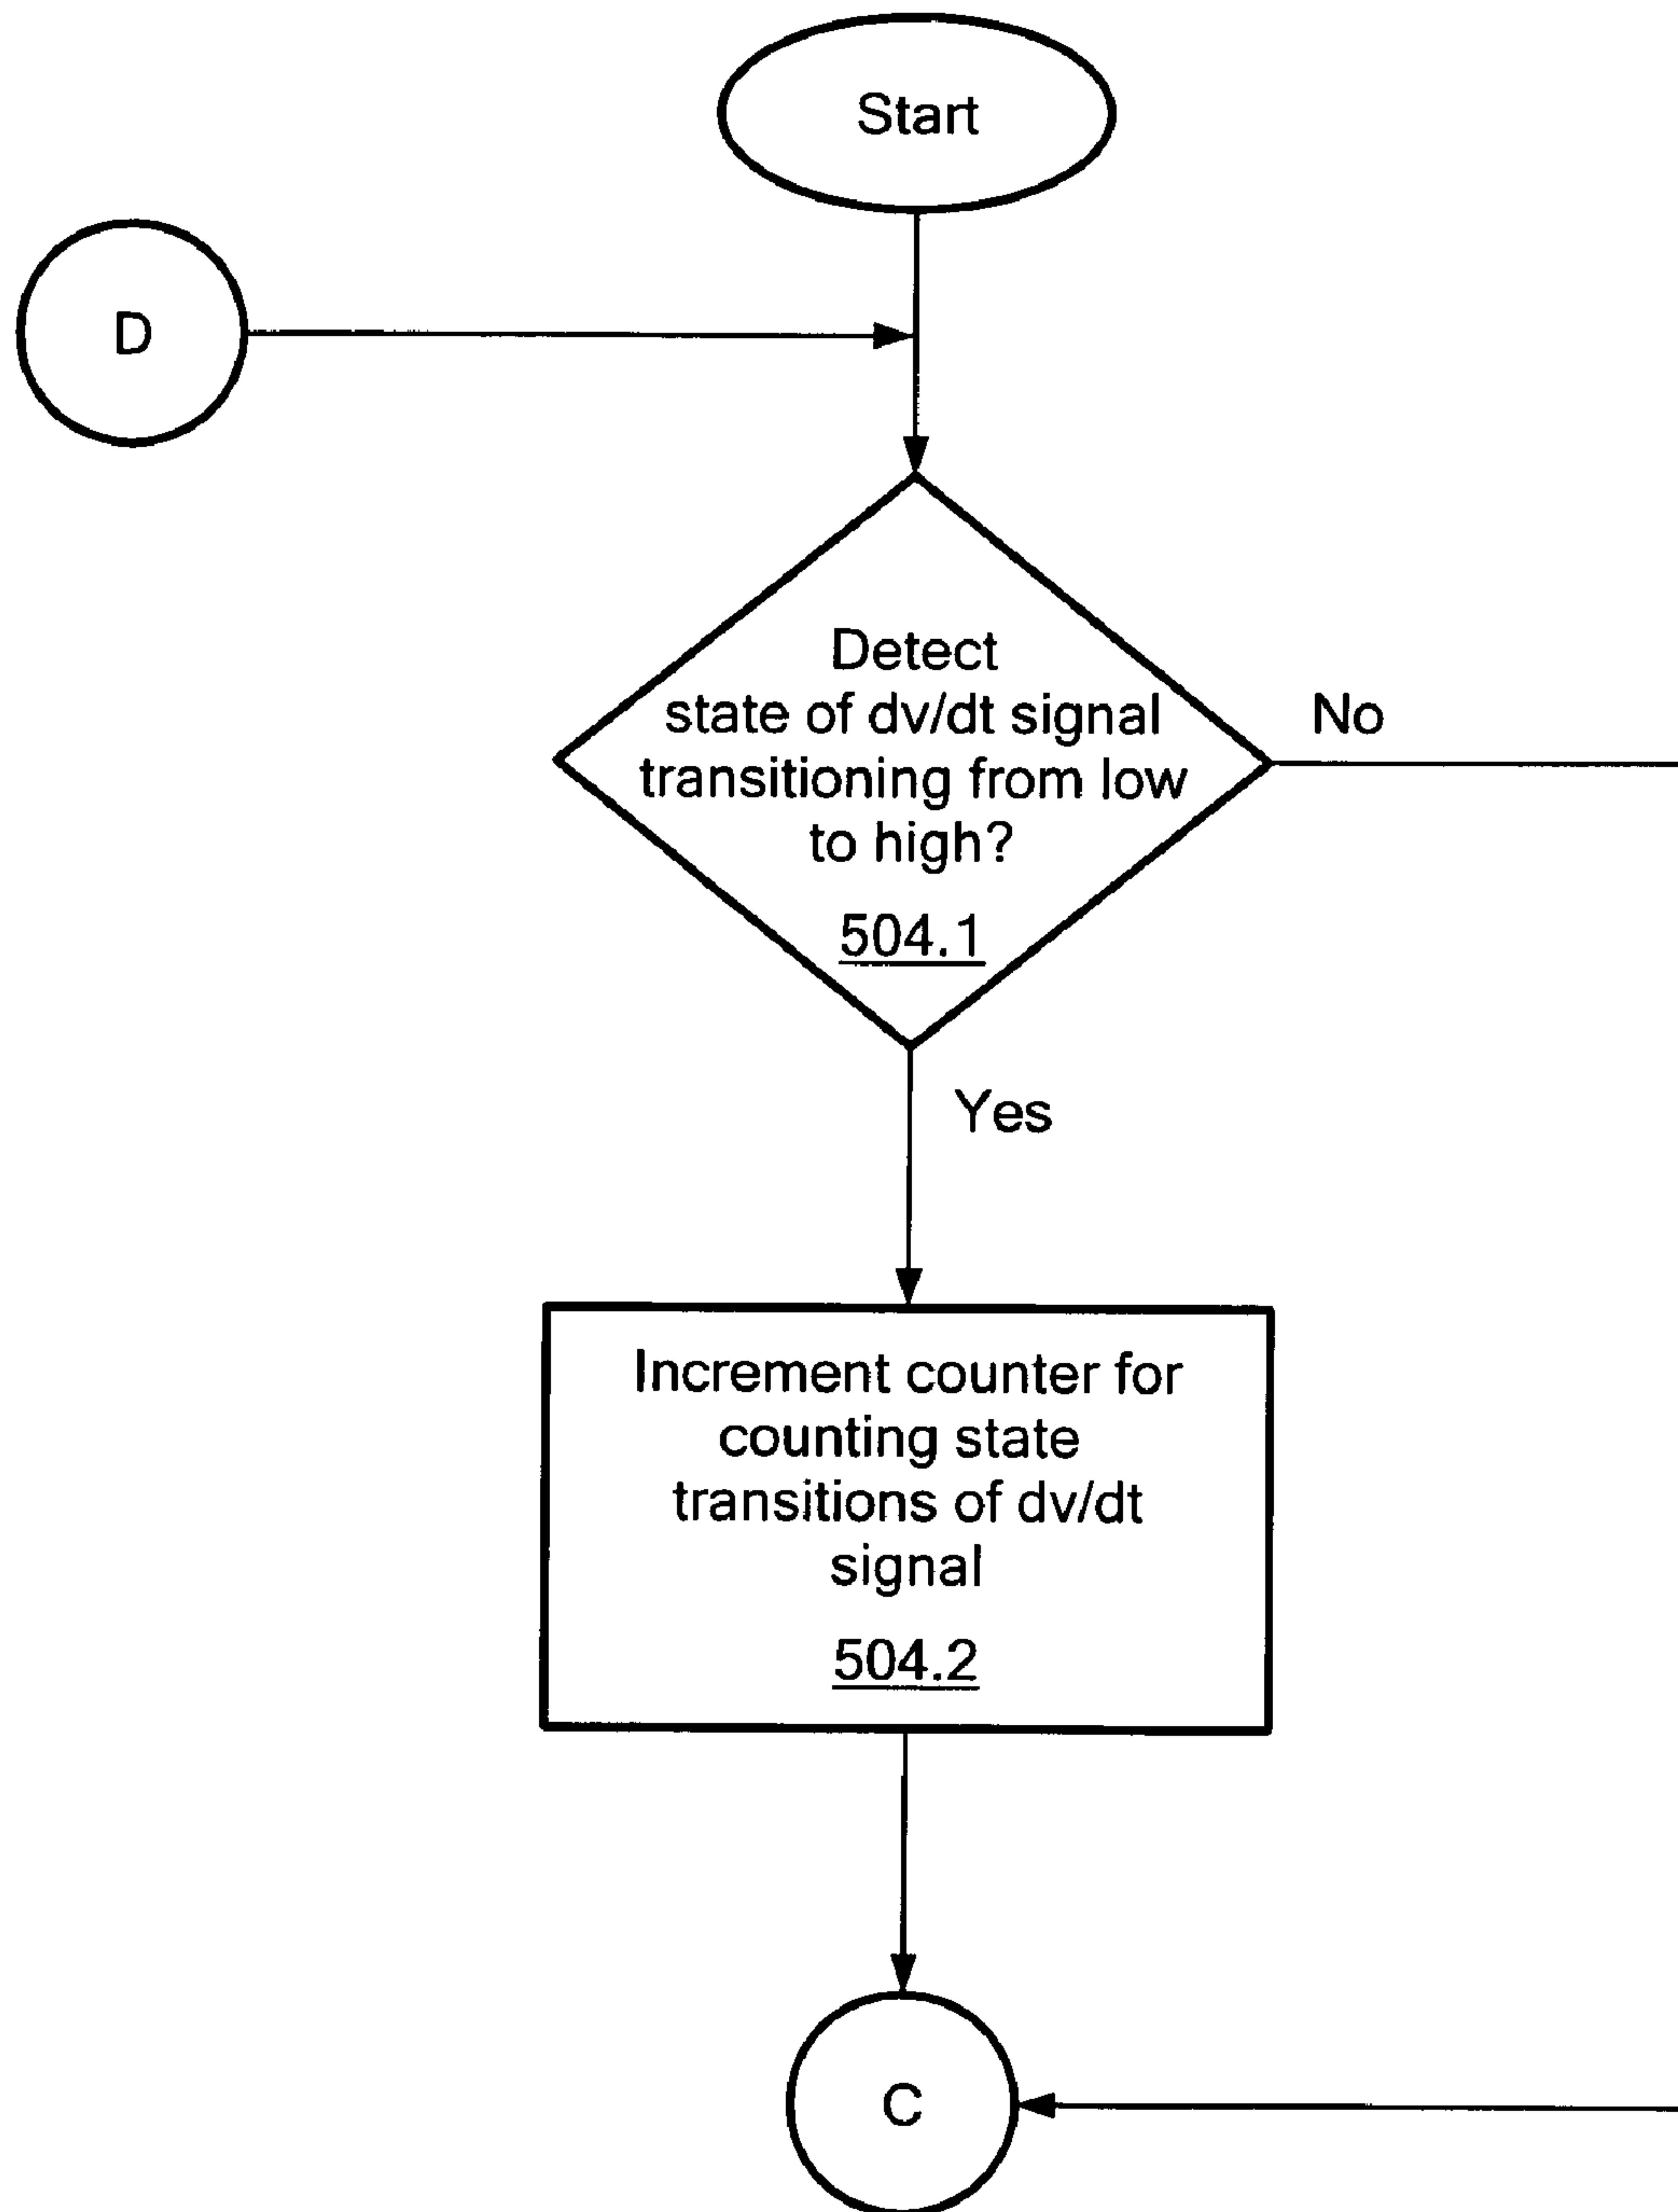 Start
D
Detect
state of dv/dt signal
transitioning from low
to high?
504.1
No
Yes
Increment counter for
counting state
transitions of dv/dt
signal
504.2
C